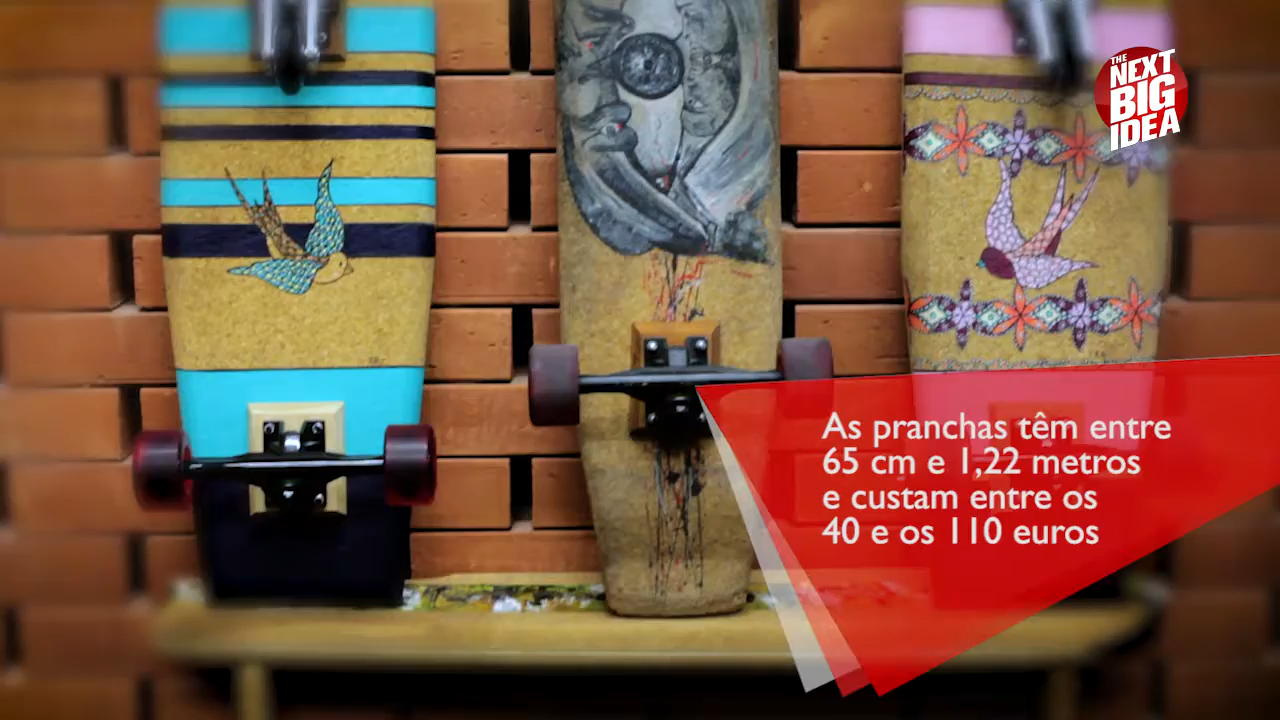 THE
NEXT
BIG
IDEA
As pranchas têm entre
65 cm e 1,22 metros
e custam entre os
40 e os 110 euros